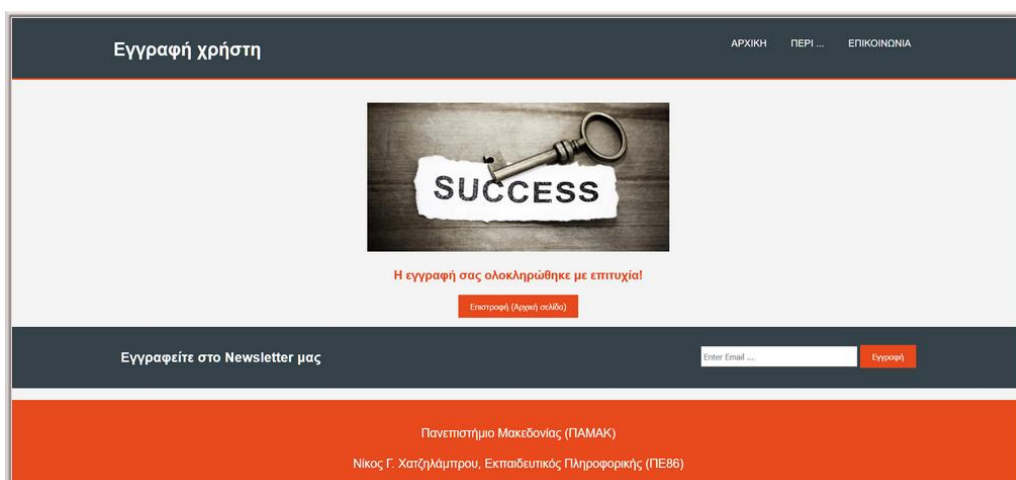 Εγγραφή χρήστη
ΑΡΧΙΚΗ ΠΕΡΙ ... ΕΠΙΚΟΙΝΩΝΙΑ
SUCCESS
Η εγγραφή σας ολοκληρώθηκε με επιτυχία!
Επιστροφή (Αρχική σελίδα)
Εγγραφείτε στο Newsletter μας
Enter Email ... Εγγραφή
Πανεπιστήμιο Μακεδονίας (ΠΑΜΑΚ)
Νίκος Γ. Χατζηλάμπρου, Εκπαιδευτικός Πληροφορικής (ΠΕ86)